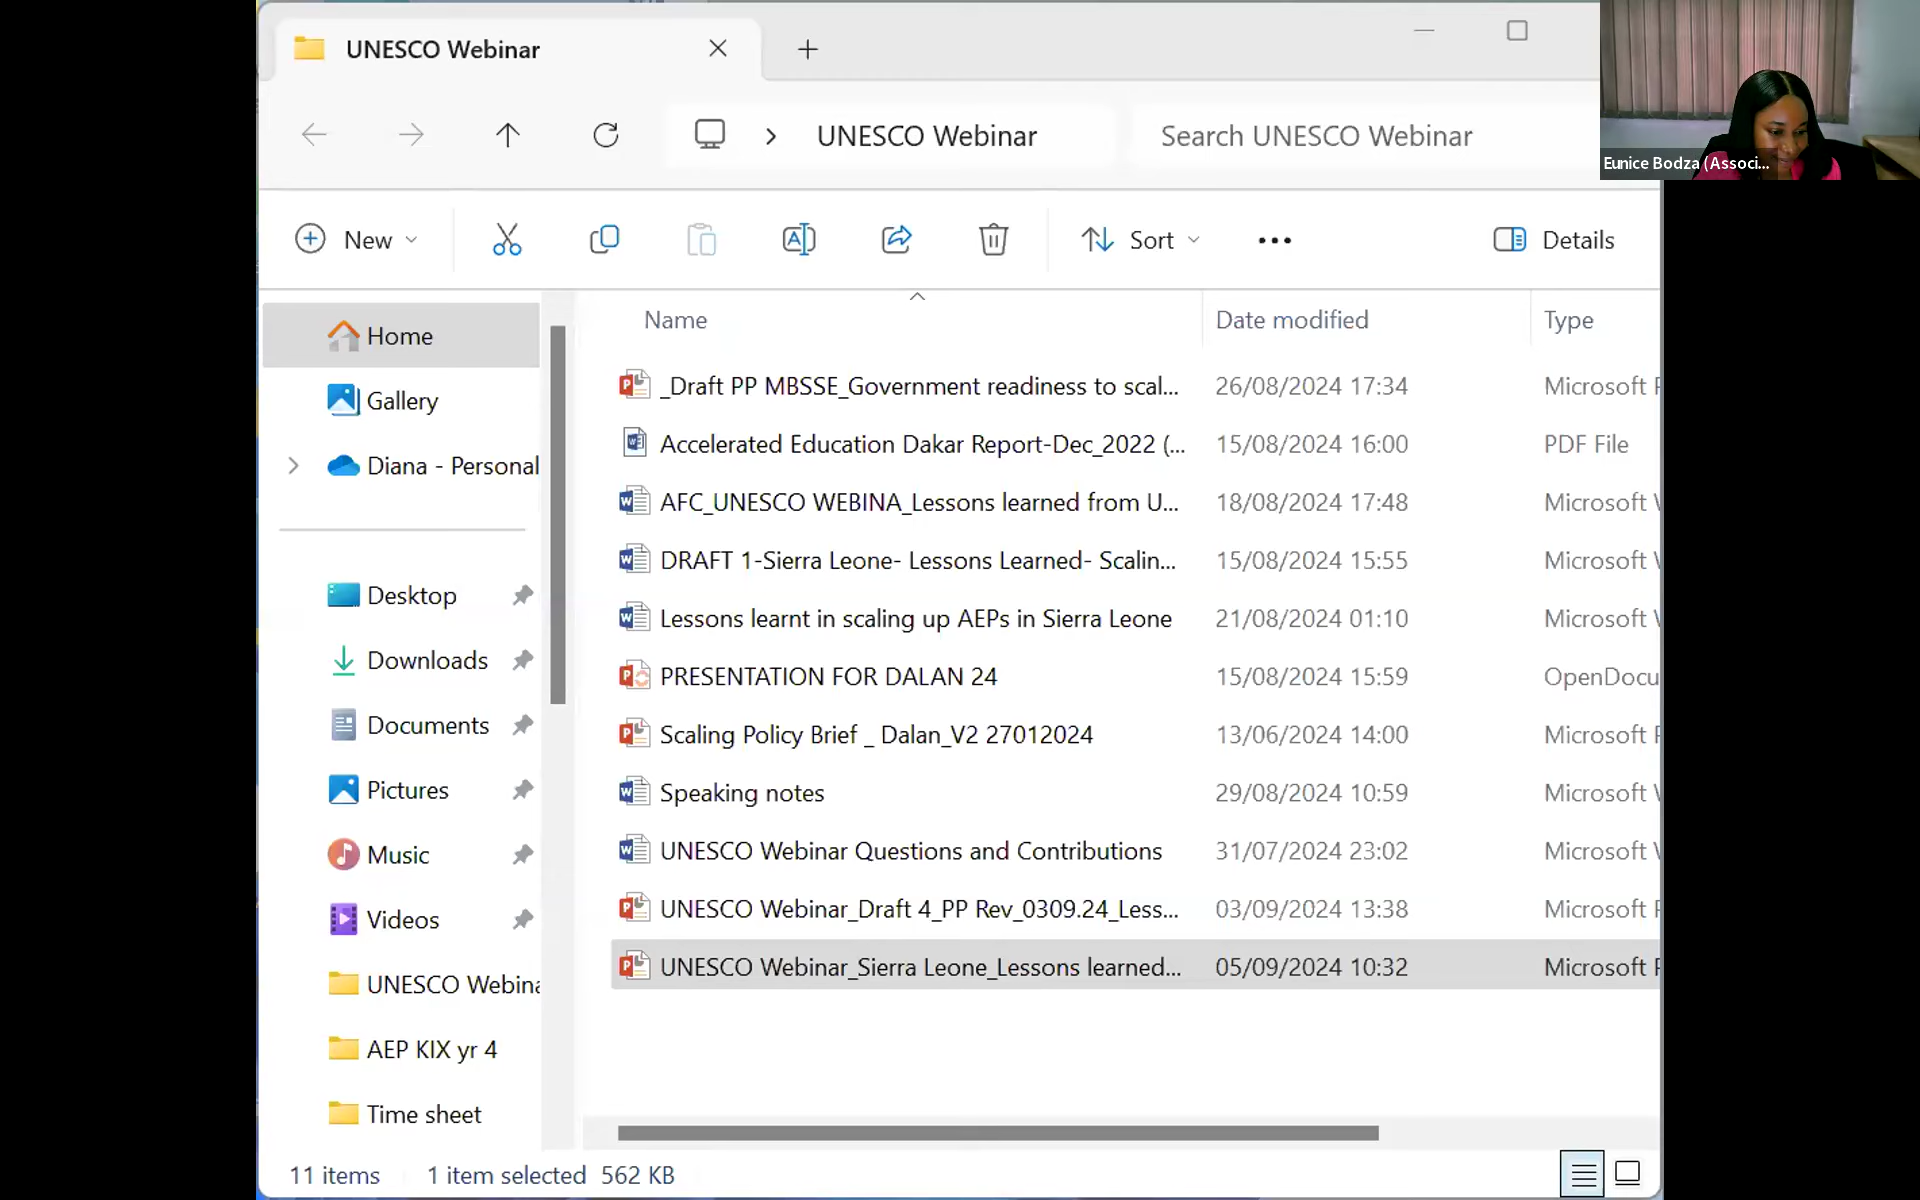 UNESCO Webinar
UNESCO Webinar
Search UNESCO Webinar
Eunice Bodza (Associ...
New
Sort
Details
Home
Gallery
Diana - Personal
Desktop
Downloads
Documents
Pictures
Music
Videos
UNESCO Webina
AEP KIX yr 4
Time sheet
Name Date modified Type
_Draft PP MBSSE_Government readiness to scal... 26/08/2024 17:34 Microsoft P
Accelerated Education Dakar Report-Dec_2022 (... 15/08/2024 16:00 PDF File
AFC_UNESCO WEBINA_Lessons learned from U... 18/08/2024 17:48 Microsoft W
DRAFT 1-Sierra Leone- Lessons Learned- Scalin... 15/08/2024 15:55 Microsoft W
Lessons learnt in scaling up AEPs in Sierra Leone 21/08/2024 01:10 Microsoft W
PRESENTATION FOR DALAN 24 15/08/2024 15:59 OpenDocu
Scaling Policy Brief _ Dalan_V2 27012024 13/06/2024 14:00 Microsoft P
Speaking notes 29/08/2024 10:59 Microsoft W
UNESCO Webinar Questions and Contributions 31/07/2024 23:02 Microsoft W
UNESCO Webinar_Draft 4_PP Rev_0309.24_Less... 03/09/2024 13:38 Microsoft P
UNESCO Webinar_Sierra Leone_Lessons learned... 05/09/2024 10:32 Microsoft P
11 items 1 item selected 562 KB